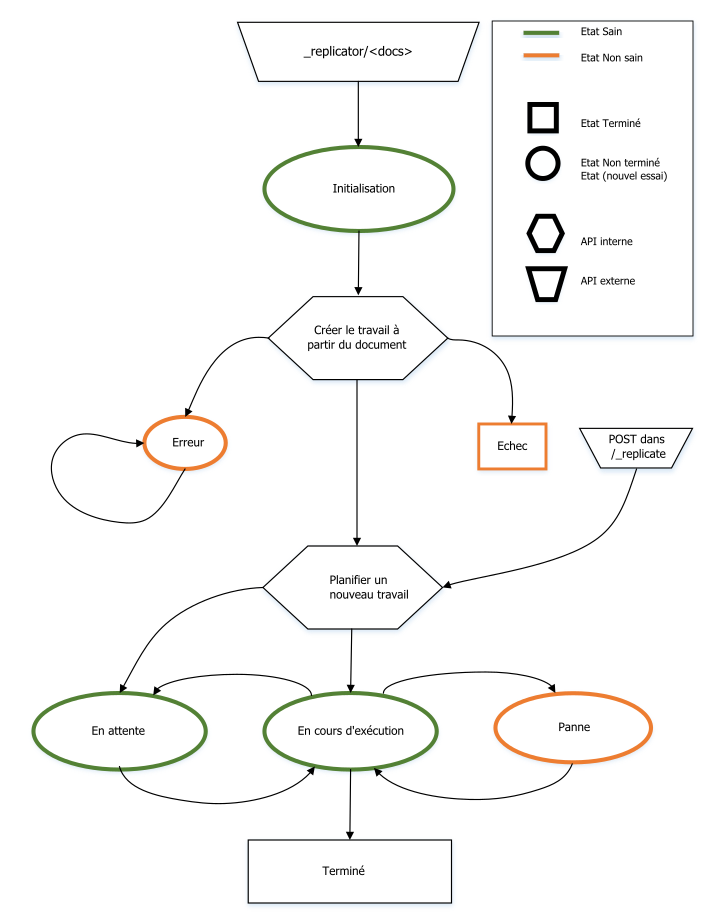 _replicator/<docs>
Etat Sain
Etat Non sain
Etat Terminé
Etat Non terminé
Etat (nouvel essai)
API interne
API externe
Initialisation
Créer le travail à
partir du document
Erreur
Echec
POST dans
/_replicate
Planifier un
nouveau travail
En attente
En cours d'exécution
Panne
Terminé